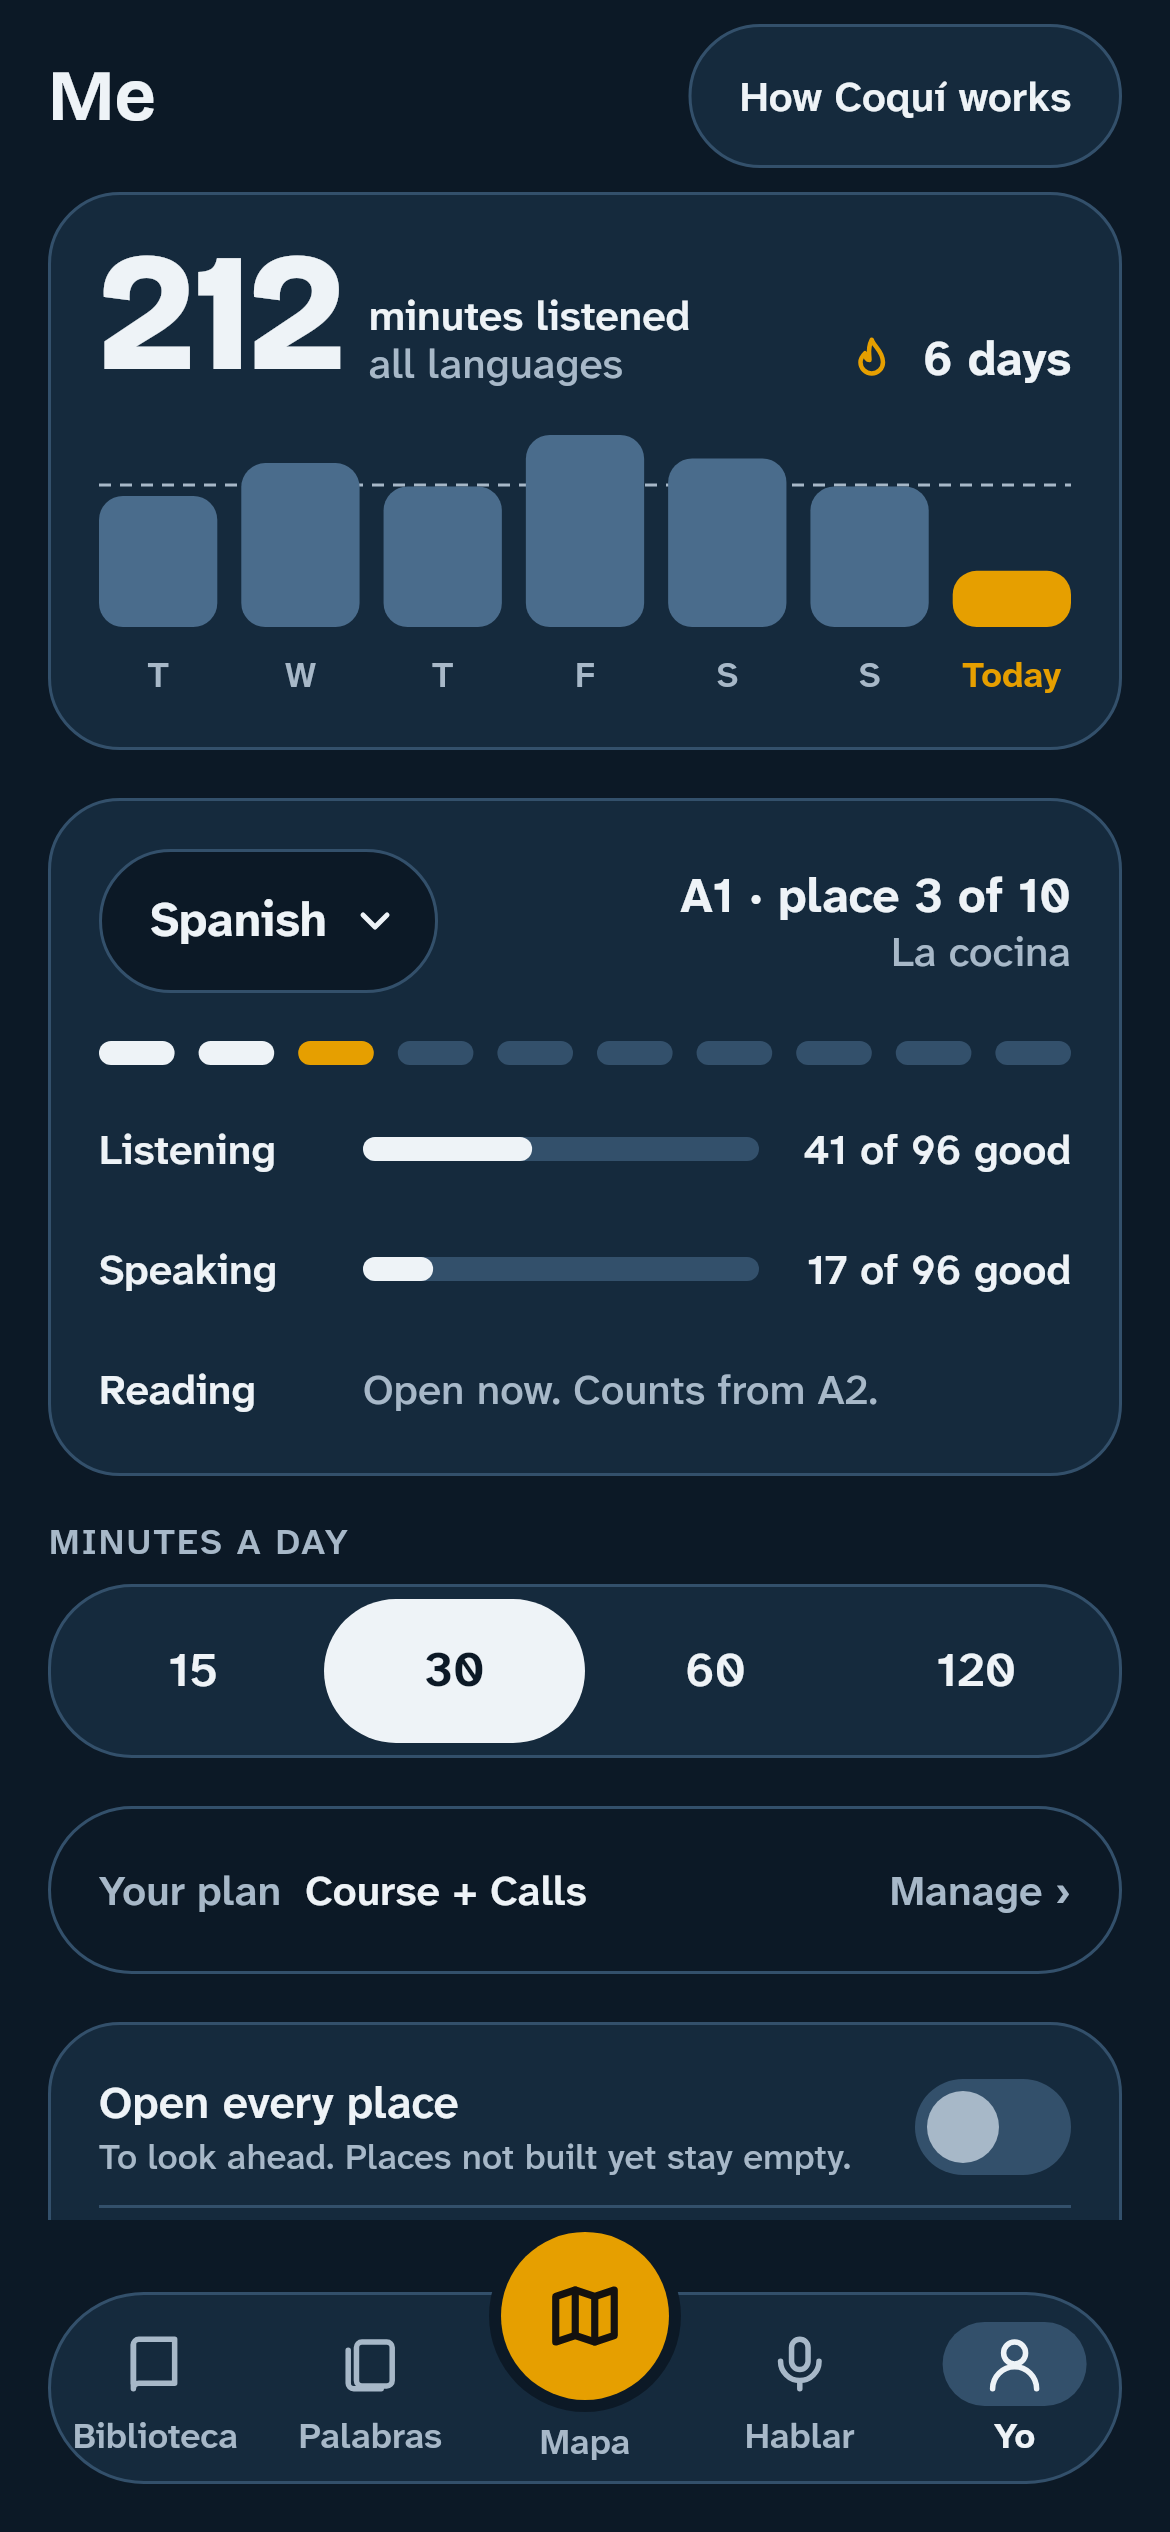 Me
How Coquí works
212
minutes listened
all languages
6 days
T W T F S S Today
Spanish
A1 · place 3 of 10
La cocina
Listening 41 of 96 good
Speaking 17 of 96 good
Reading Open now. Counts from A2.
MINUTES A DAY
15 30 60 120
Your plan Course + Calls Manage ›
Open every place
To look ahead. Places not built yet stay empty.
Biblioteca Palabras Mapa Hablar Yo